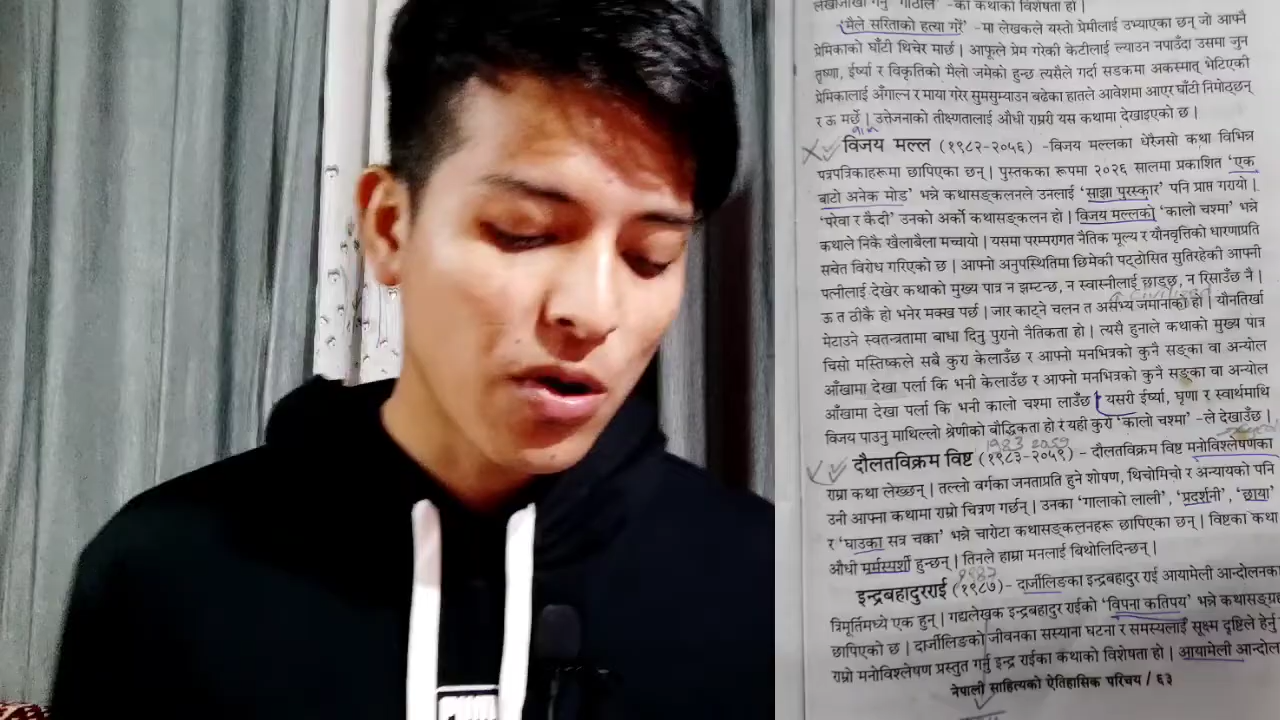 लेखाजोखा गर्नु 'गोठाले' -का कथाको विशेषता हो।
'मैले सरिताको हत्या गरेँ' -मा लेखकले यस्तो प्रेमीलाई उभ्याएका छन् जो आफ्नै
प्रेमिकाको घाँटी थिचेर मार्छ। आफूले प्रेम गरेकी केटीलाई ल्याउन नपाउँदा उसमा जुन
तृष्णा, ईर्ष्या र विकृतिको मैलो जमेको हुन्छ त्यसैले गर्दा सडकमा अकस्मात् भेटिएकी
प्रेमिकालाई अँगाल्न र माया गरेर सुमसुम्याउन बढेका हातले आवेशमा आएर घाँटी निमोठ्छन्
र ऊ मर्छे। उत्तेजनाको तीक्ष्णतालाई औधी राम्ररी यस कथामा देखाइएको छ।
विजय मल्ल (१९८२-२०५६) -विजय मल्लका धेरैजसो कथा विभिन्न
पत्रपत्रिकाहरूमा छापिएका छन्। पुस्तकका रूपमा २०२६ सालमा प्रकाशित 'एक
बाटो अनेक मोड' भन्ने कथासङ्कलनले उनलाई 'साझा पुरस्कार' पनि प्राप्त गरायो।
'परेवा र कैदी' उनको अर्को कथासङ्कलन हो। विजय मल्लको 'कालो चश्मा' भन्ने
कथाले निकै खैलाबैला मच्चायो। यसमा परम्परागत नैतिक मूल्य र यौनवृत्तिको धारणाप्रति
सचेत विरोध गरिएको छ। आफ्नो अनुपस्थितिमा छिमेकी पट्ठोसित सुतिरहेकी आफ्नी
पत्नीलाई देखेर कथाको मुख्य पात्र न झम्टन्छ, न स्वास्नीलाई छाड्छ, न रिसाउँछ नै।
ऊ त ठीकै हो भनेर मक्ख पर्छ। जार काट्ने चलन त असभ्य जमानाको हो। यौनतिर्खा
मेटाउने स्वतन्त्रतामा बाधा दिनु पुरानो नैतिकता हो। त्यसै हुनाले कथाको मुख्य पात्र
चिसो मस्तिष्कले सबै कुरा केलाउँछ र आफ्नो मनभित्रको कुनै सङ्का वा अन्योल
आँखामा देखा पर्ला कि भनी केलाउँछ र आफ्नो मनभित्रको कुनै सङ्का वा अन्योल
आँखामा देखा पर्ला कि भनी कालो चश्मा लाउँछ। यसरी ईर्ष्या, घृणा र स्वार्थमाथि
विजय पाउनु माथिल्लो श्रेणीको बौद्धिकता हो र यही कुरा 'कालो चश्मा' -ले देखाउँछ।
1983 2059
दौलतविक्रम विष्ट (१९८३-२०५९) - दौलतविक्रम विष्ट मनोविश्लेषणका
राम्रा कथा लेख्छन्। तल्लो वर्गका जनताप्रति हुने शोषण, थिचोमिचो र अन्यायको पनि
उनी आफ्ना कथामा राम्रो चित्रण गर्छन्। उनका 'गालाको लाली', 'प्रदर्शनी', 'छाया'
र 'घाउका सत्र चक्का' भन्ने चारोटा कथासङ्कलनहरू छापिएका छन्। विष्टका कथा
औधी मर्मस्पर्शी हुन्छन्। तिनले हाम्रा मनलाई बिथोलिदिन्छन्।
इन्द्रबहादुरराई (१९८७)- दार्जीलिङका इन्द्रबहादुर राई आयामेली आन्दोलनका
त्रिमूर्तिमध्ये एक हुन्। गद्यलेखक इन्द्रबहादुर राईको 'विपना कतिपय' भन्ने कथासङ्ग्रह
छापिएको छ। दार्जीलिङको जीवनका सस्याना घटना र समस्यालाई सूक्ष्म दृष्टिले हेर्नु
राम्रो मनोविश्लेषण प्रस्तुत गर्नु इन्द्र राईका कथाको विशेषता हो। आयामेली आन्दोल
नेपाली साहित्यको ऐतिहासिक परिचय / ६३